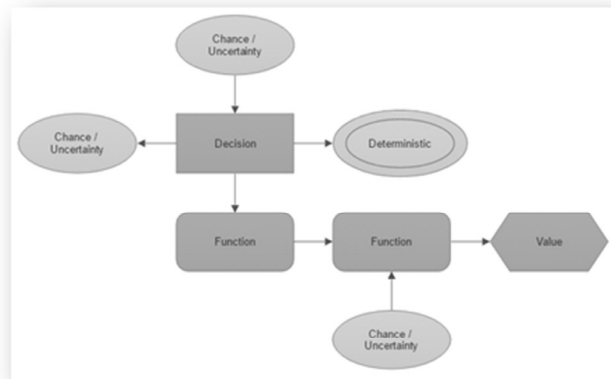 Chance /
Uncertainty
Chance /
Uncertainty
Decision
Deterministic
Function
Function
Value
Chance /
Uncertainty